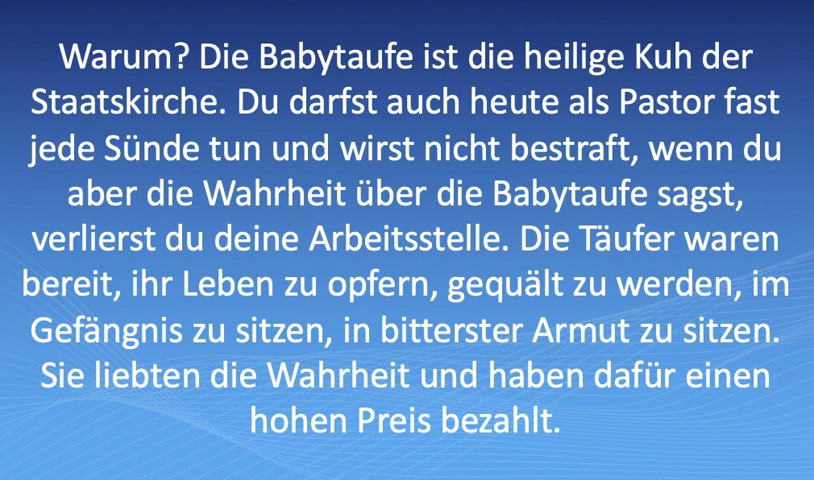 Warum? Die Babytaufe ist die heilige Kuh der
Staatskirche. Du darfst auch heute als Pastor fast
jede Sünde tun und wirst nicht bestraft, wenn du
aber die Wahrheit über die Babytaufe sagst,
verlierst du deine Arbeitsstelle. Die Täufer waren
bereit, ihr Leben zu opfern, gequält zu werden, im
Gefängnis zu sitzen, in bitterster Armut zu sitzen.
Sie liebten die Wahrheit und haben dafür einen
hohen Preis bezahlt.